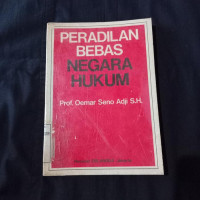 PERADILAN
BEBAS
NEGARA
HUKUM
Prof. Oemar Seno Adji S.H.